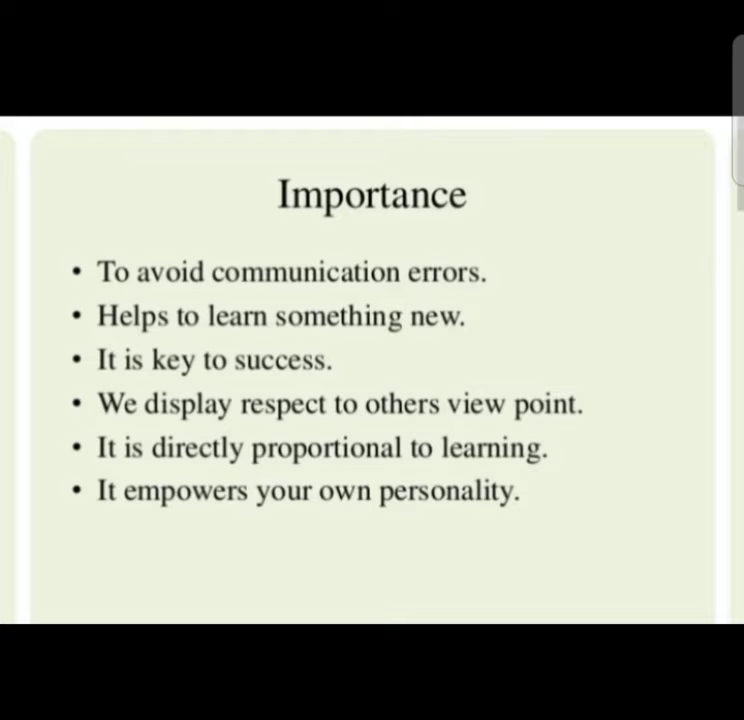 Importance
• To avoid communication errors.
• Helps to learn something new.
• It is key to success.
• We display respect to others view point.
• It is directly proportional to learning.
• It empowers your own personality.